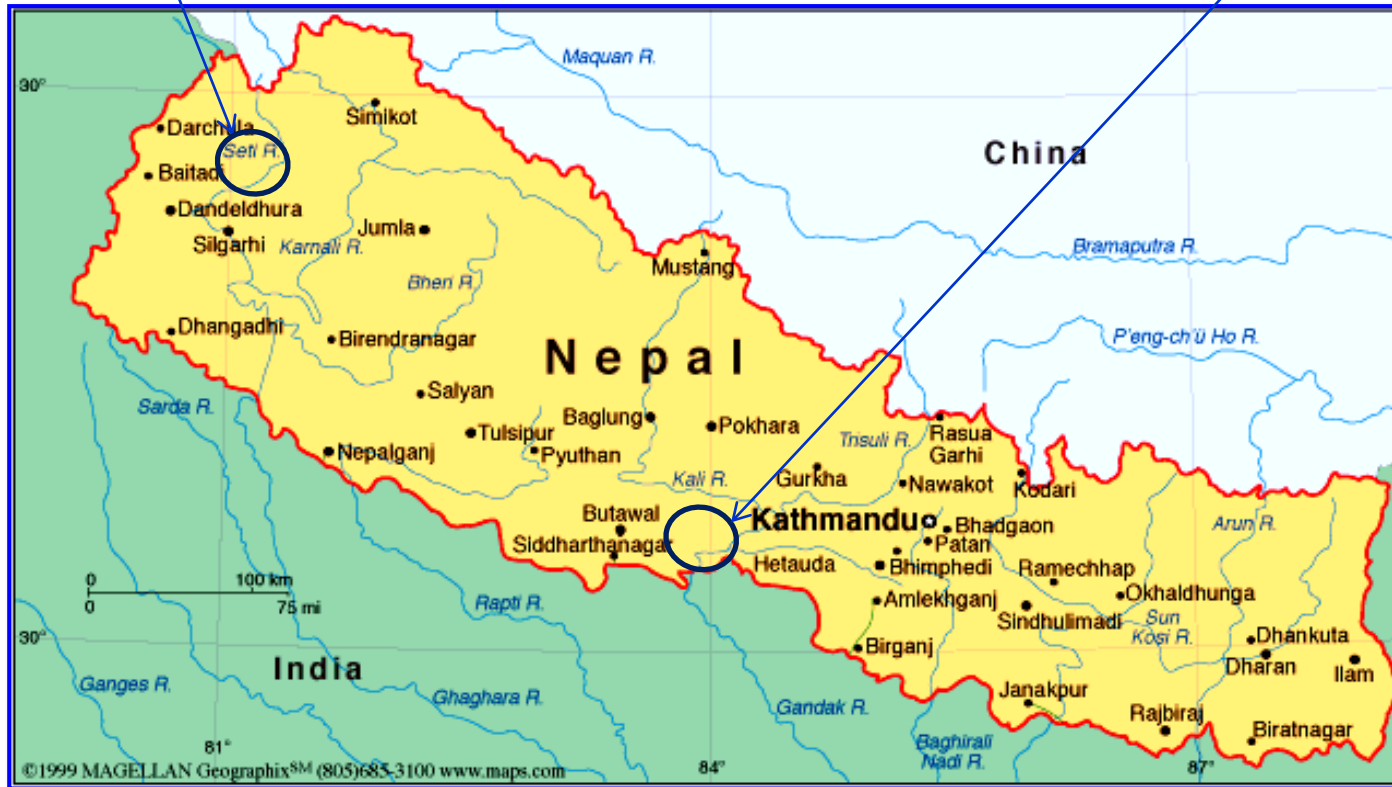 Maquan R.
30°
Simikot
Darchula
China
Seti R.
Baitadi
Dandeldhura
Silgarhi
Karnali R.
Jumla
Bramaputra R.
Mustang
Bheri R.
Dhangadhi
Birendranagar
P'eng-ch'ü Ho R.
Nepal
Salyan
Sarda R.
Baglung
Pokhara
Tulsipur
Trisuli R.
Rasua
Garhi
Nepalganj
Pyuthan
Kali R.
Gurkha
Nawakot
Kodari
Butawal
Kathmandu
Bhadgaon
Arun R.
Siddharthanagar
Patan
Hetauda
Bhimphedi
Ramechhap
0 100 km
0 75 mi
Rapti R.
Amlekhganj
Okhaldhunga
Sindhulimadi
Sun
Kosi R.
30°
Birganj
Dhankuta
Dharan
Ilam
India
Ganges R.
Ghaghara R.
Gandak R.
Janakpur
Rajbiraj
Biratnagar
Baghirali
Nadi R.
81°
84°
87°
©1999 MAGELLAN Geographix℠ (805)685-3100 www.maps.com